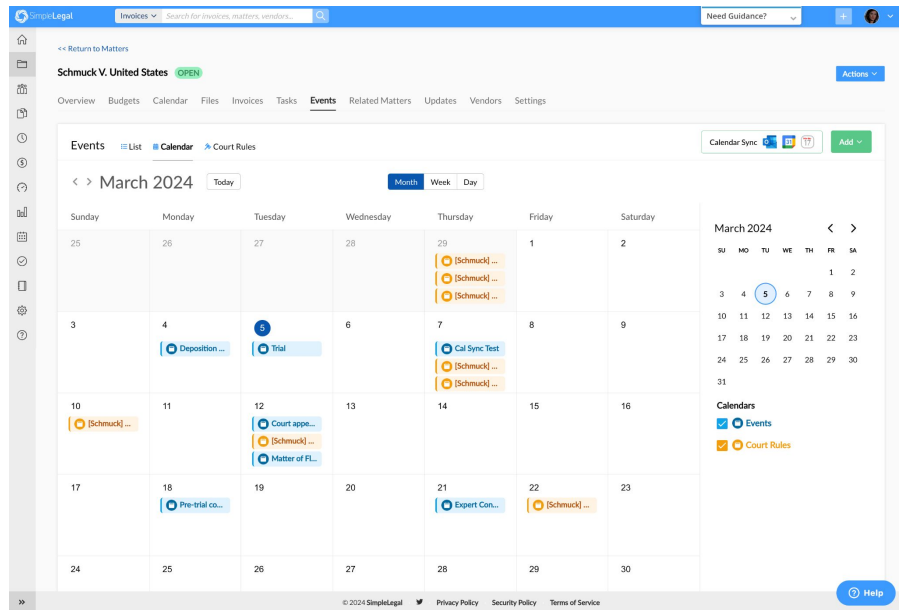 SimpleLegal Invoices Search for invoices, matters, vendors... Need Guidance?
<< Return to Matters
Schmuck V. United States OPEN Actions
Overview Budgets Calendar Files Invoices Tasks Events Related Matters Updates Vendors Settings
Events List Calendar Court Rules Calendar Sync 31 17 Add
March 2024 Today Month Week Day
Sunday Monday Tuesday Wednesday Thursday Friday Saturday
25 26 27 28 29 1 2
[Schmuck] ...
[Schmuck] ...
[Schmuck] ...
3 4 5 6 7 8 9
Deposition ... Trial Cal Sync Test
[Schmuck] ...
[Schmuck] ...
10 11 12 13 14 15 16
[Schmuck] ... Court appe...
[Schmuck] ...
Matter of Fl...
17 18 19 20 21 22 23
Pre-trial co... Expert Con... [Schmuck] ...
24 25 26 27 28 29 30
March 2024
SU MO TU WE TH FR SA
1 2
3 4 5 6 7 8 9
10 11 12 13 14 15 16
17 18 19 20 21 22 23
24 25 26 27 28 29 30
31
Calendars
Events
Court Rules
Help
© 2024 SimpleLegal Privacy Policy Security Policy Terms of Service